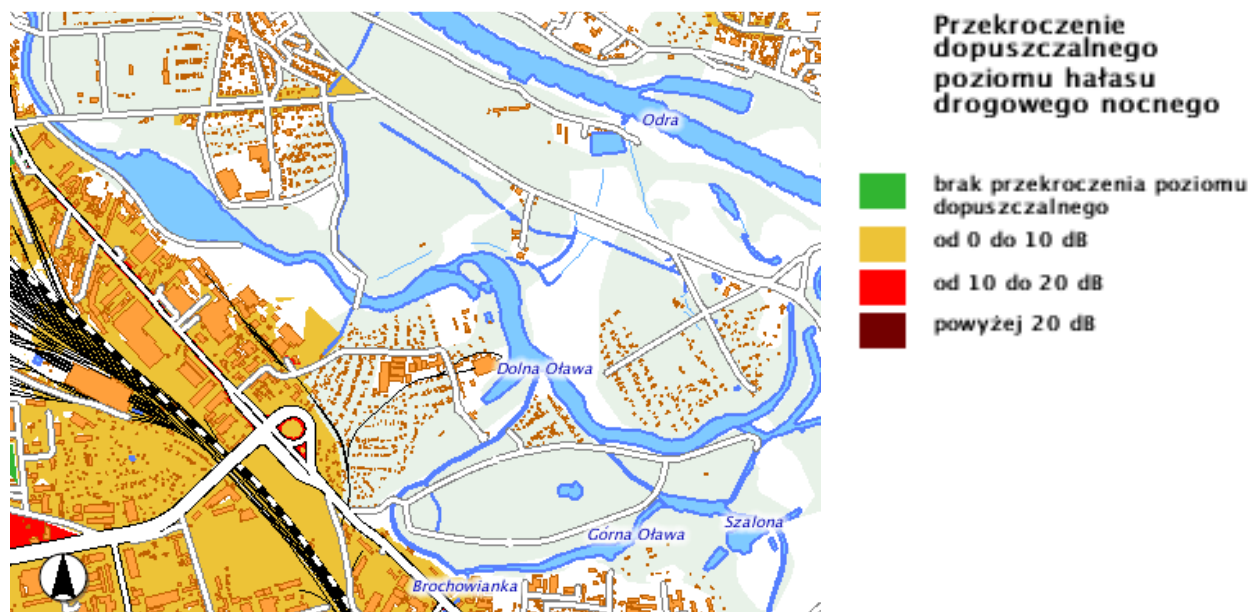 Przekroczenie
dopuszczalnego
poziomu hałasu
drogowego nocnego
brak przekroczenia poziomu
dopuszczalnego
od 0 do 10 dB
od 10 do 20 dB
powyżej 20 dB
Odra
Dolna Oława
Szalona
Górna Oława
Brochowianka